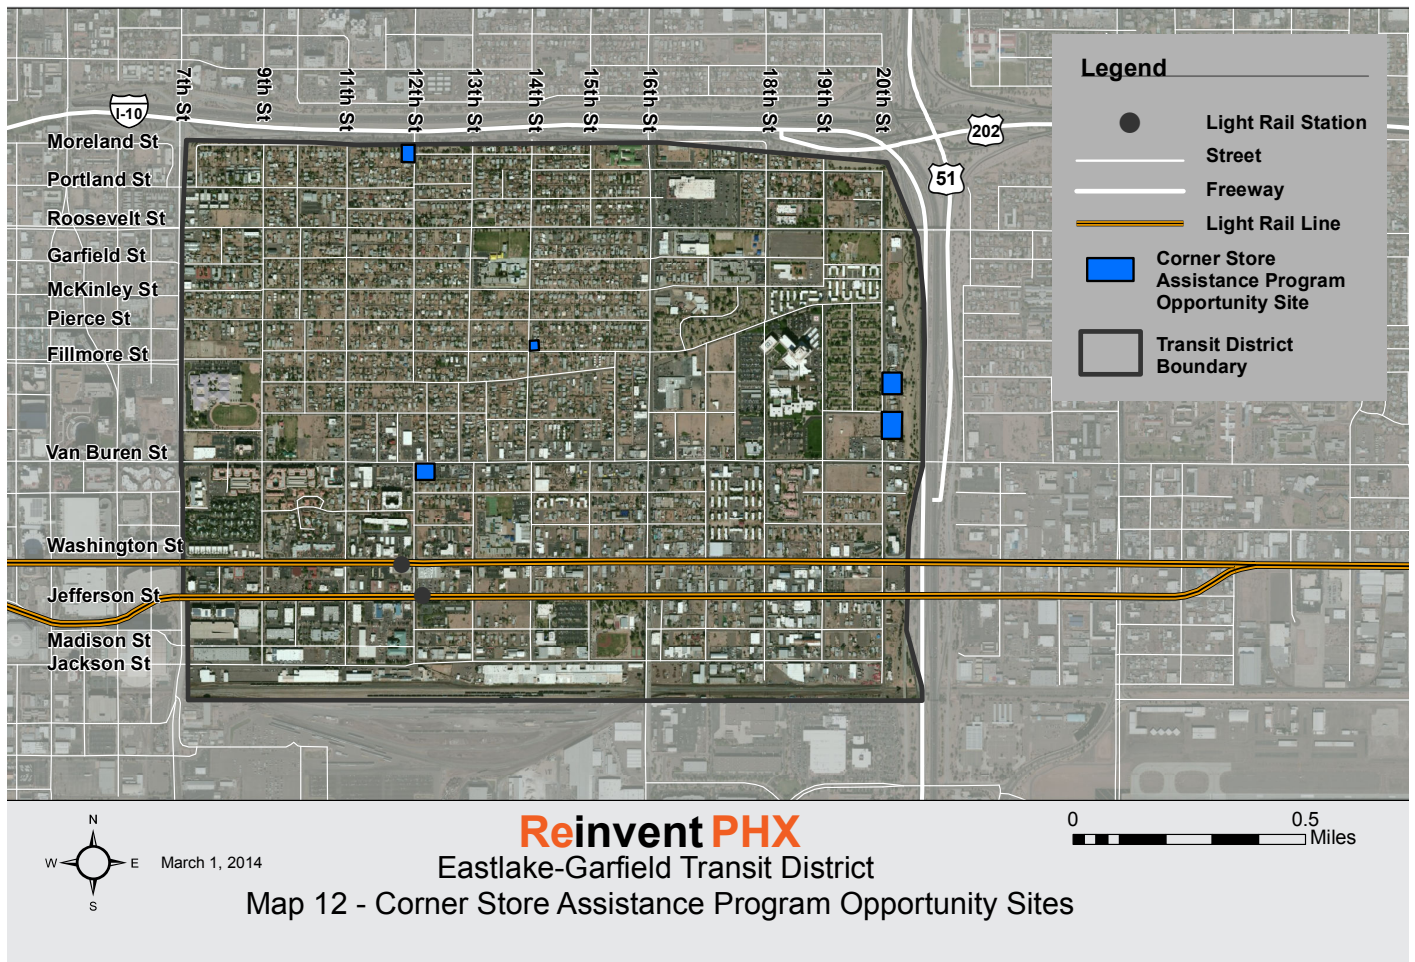 7th St
9th St
11th St
12th St
13th St
14th St
15th St
16th St
18th St
19th St
20th St
I-10
202
51
Moreland St
Portland St
Roosevelt St
Garfield St
McKinley St
Pierce St
Fillmore St
Van Buren St
Washington St
Jefferson St
Madison St
Jackson St
Legend
Light Rail Station
Street
Freeway
Light Rail Line
Corner Store
Assistance Program
Opportunity Site
Transit District
Boundary
N
W E
S
March 1, 2014
Reinvent PHX
Eastlake-Garfield Transit District
Map 12 - Corner Store Assistance Program Opportunity Sites
0 0.5
Miles